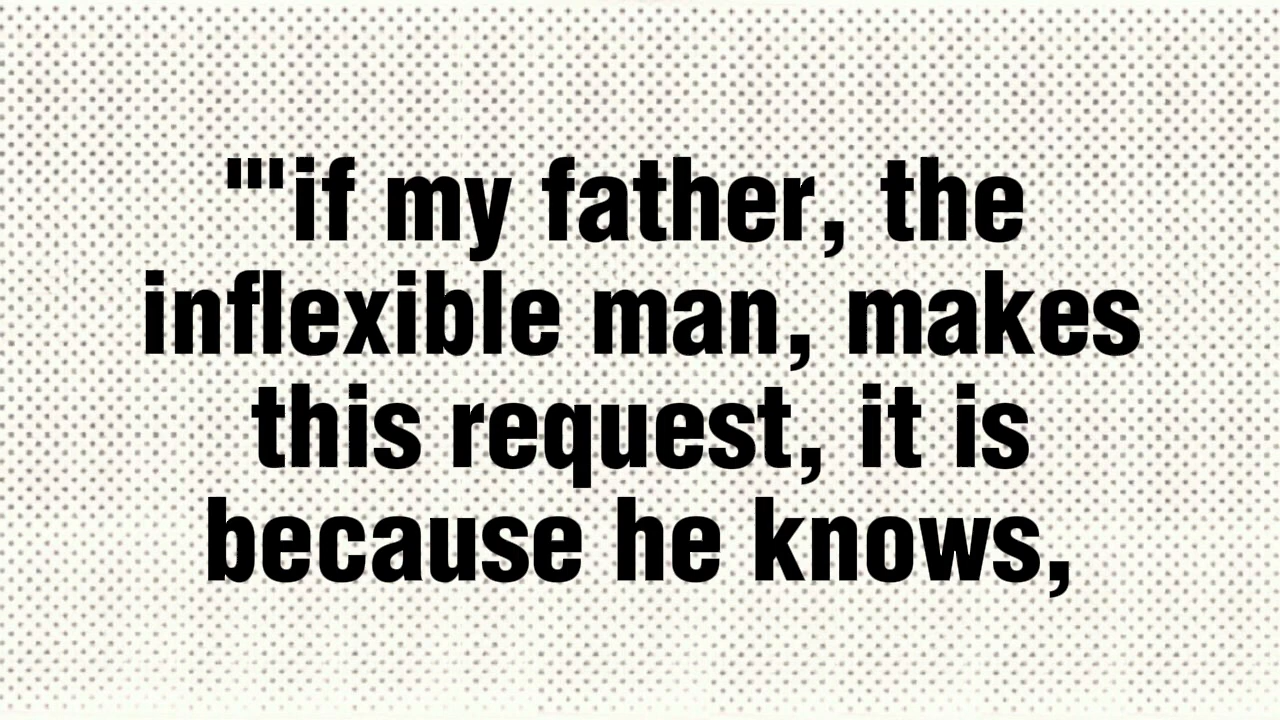 "'if my father, the
inflexible man, makes
this request, it is
because he knows,